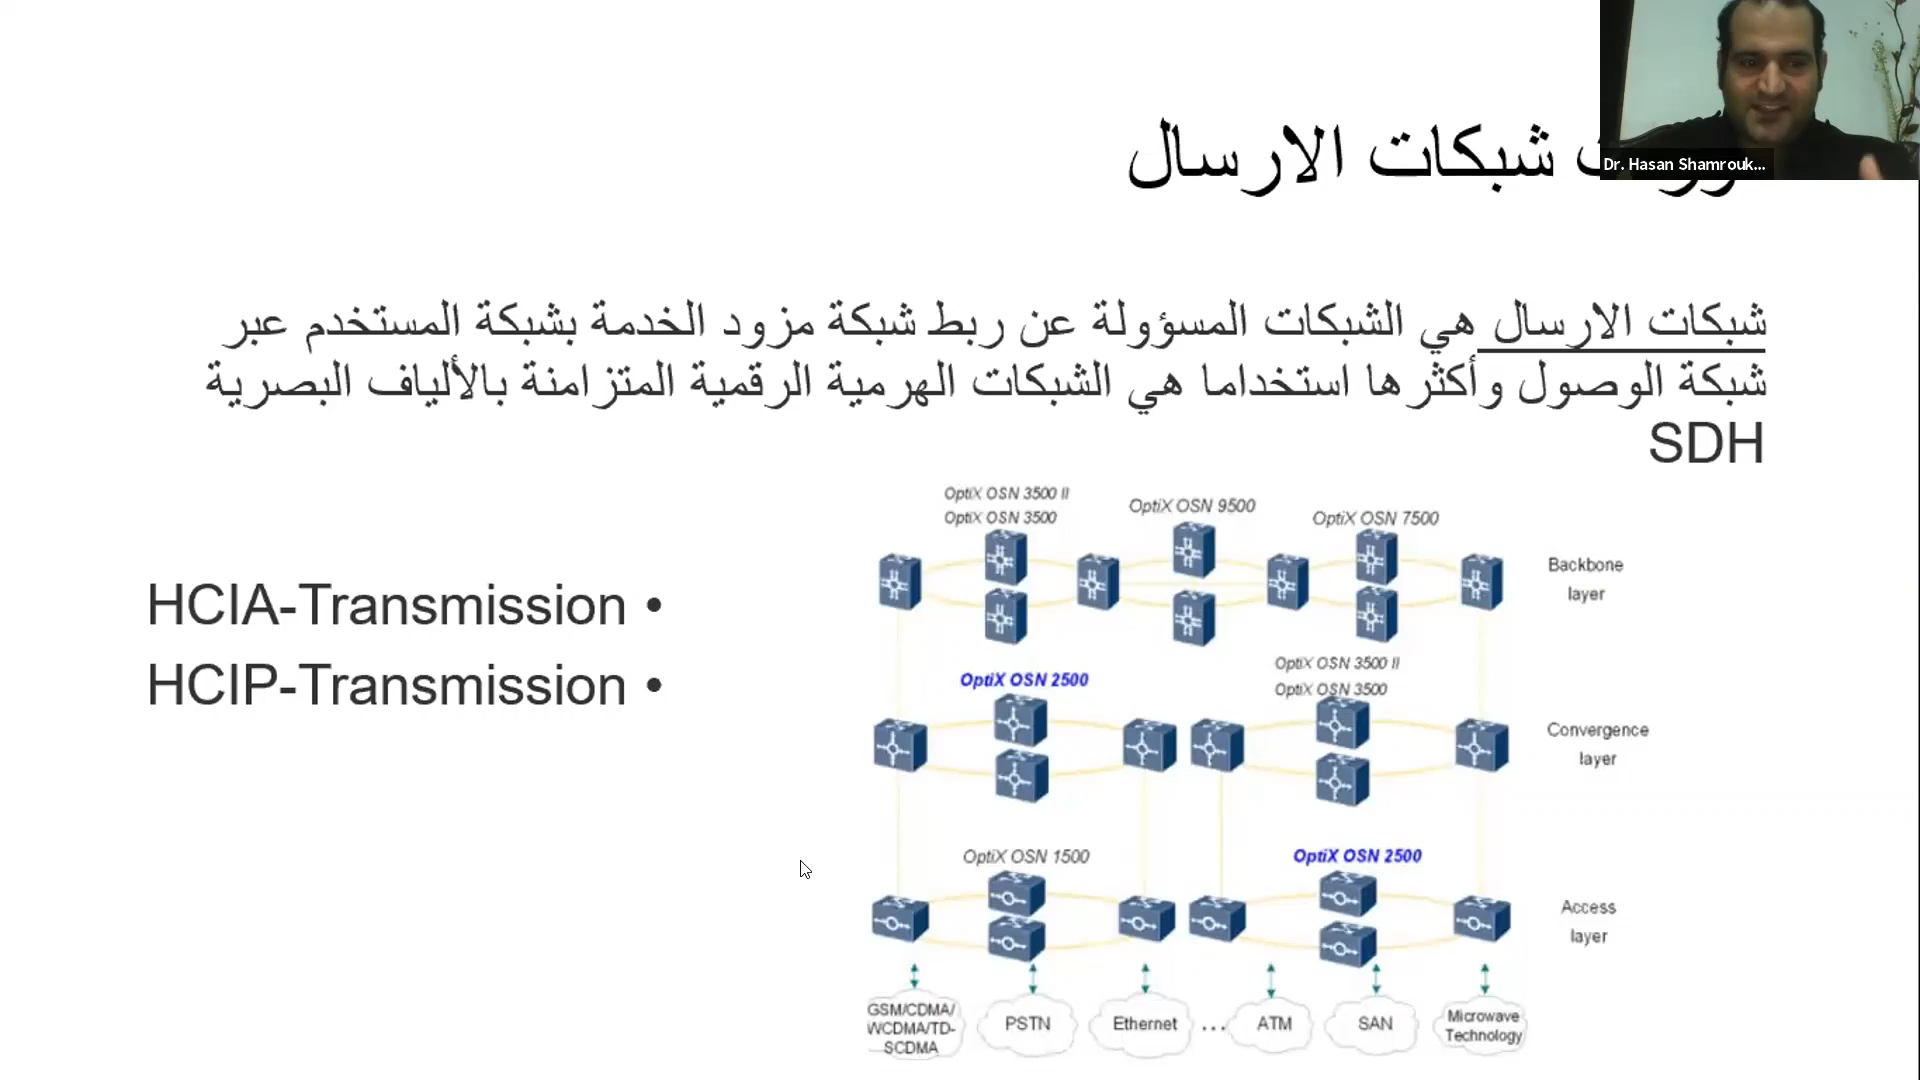 شبكات الارسال
Dr. Hasan Shamrouk...
شبكات الارسال هي الشبكات المسؤولة عن ربط شبكة مزود الخدمة بشبكة المستخدم عبر
شبكة الوصول وأكثرها استخداما هي الشبكات الهرمية الرقمية المتزامنة بالألياف البصرية
SDH
• HCIA-Transmission
• HCIP-Transmission
OptiX OSN 3500 II
OptiX OSN 3500
OptiX OSN 9500
OptiX OSN 7500
Backbone
layer
OptiX OSN 2500
OptiX OSN 3500 II
OptiX OSN 3500
Convergence
layer
OptiX OSN 1500
OptiX OSN 2500
Access
layer
GSM/CDMA/
WCDMA/TD-
SCDMA
PSTN
Ethernet
...
ATM
SAN
Microwave
Technology